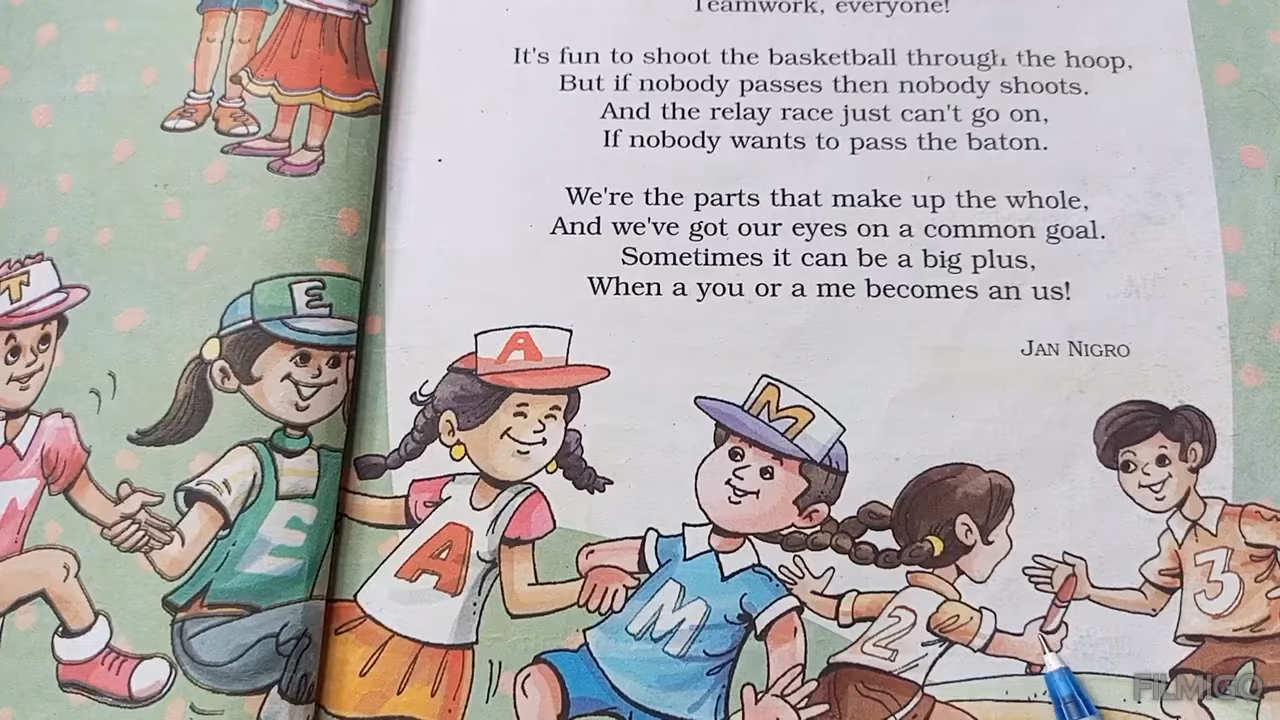 Teamwork, everyone!
It's fun to shoot the basketball through the hoop,
But if nobody passes then nobody shoots.
And the relay race just can't go on,
If nobody wants to pass the baton.
We're the parts that make up the whole,
And we've got our eyes on a common goal.
Sometimes it can be a big plus,
When a you or a me becomes an us!
JAN NIGRO
T
E
A
M
T
E
A
M
2
3
FILMIGO